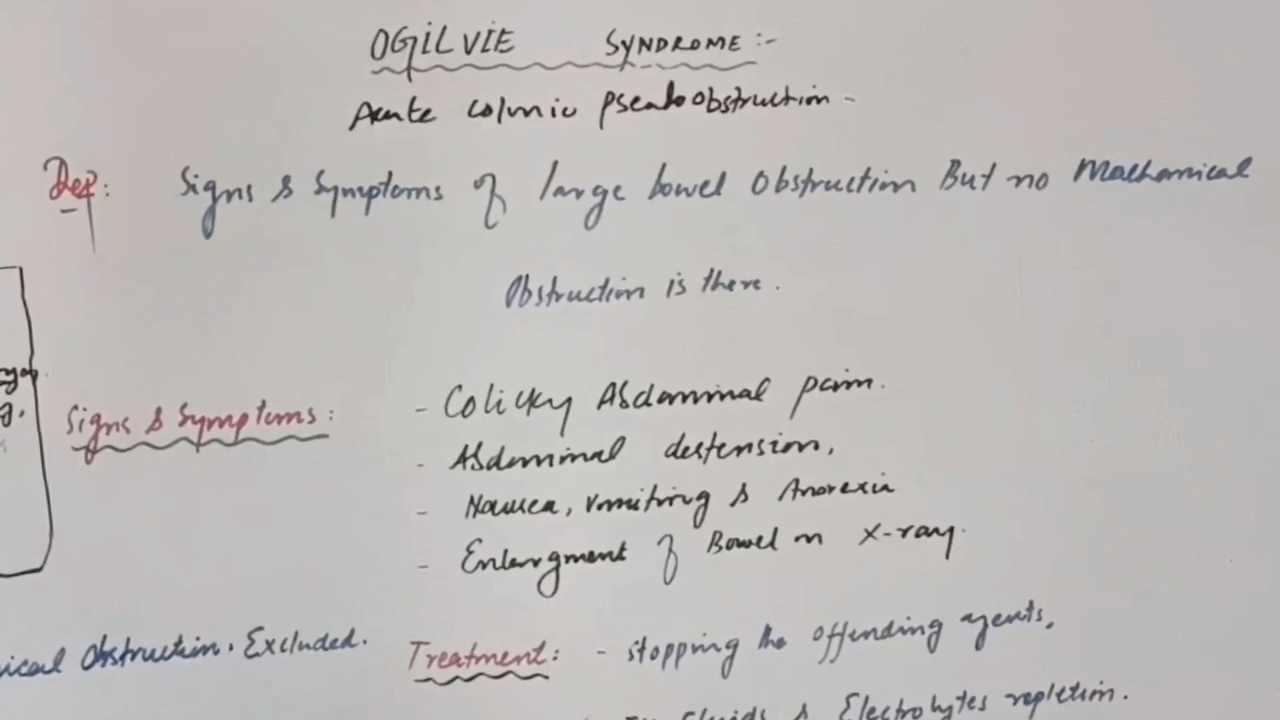 OGILVIE SYNDROME:-
Acute colonic pseudoobstruction -
Def: Signs & Symptoms of large bowel Obstruction But no Mechanical
Obstruction is there.
Signs & Symptoms:
- Colicky Abdominal pain.
- Abdominal destension,
- Nausea, vomiting & Anorexia
- Enlargment of Bowel on X-ray.
ical Obstruction. Excluded.
Treatment: - stopping the offending agents,
Fluids & Electrolytes repletion.